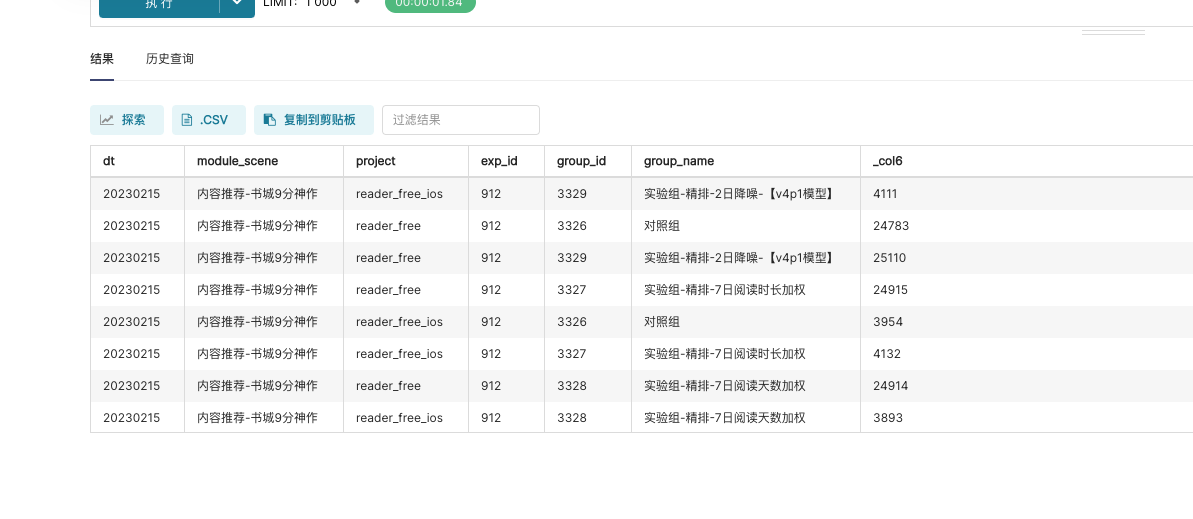 执行 LIMIT: 1 000 00:00:01.84
结果 历史查询
探索 .CSV 复制到剪贴板 过滤结果
dt module_scene project exp_id group_id group_name _col6
20230215 内容推荐-书城9分神作 reader_free_ios 912 3329 实验组-精排-2日降噪-【v4p1模型】 4111
20230215 内容推荐-书城9分神作 reader_free 912 3326 对照组 24783
20230215 内容推荐-书城9分神作 reader_free 912 3329 实验组-精排-2日降噪-【v4p1模型】 25110
20230215 内容推荐-书城9分神作 reader_free 912 3327 实验组-精排-7日阅读时长加权 24915
20230215 内容推荐-书城9分神作 reader_free_ios 912 3326 对照组 3954
20230215 内容推荐-书城9分神作 reader_free_ios 912 3327 实验组-精排-7日阅读时长加权 4132
20230215 内容推荐-书城9分神作 reader_free 912 3328 实验组-精排-7日阅读天数加权 24914
20230215 内容推荐-书城9分神作 reader_free_ios 912 3328 实验组-精排-7日阅读天数加权 3893